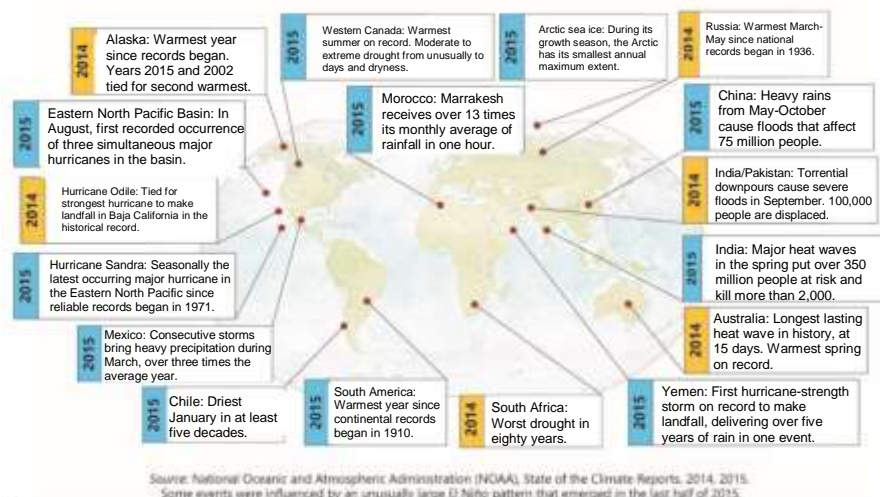 2014
Alaska: Warmest year
since records began.
Years 2015 and 2002
tied for second warmest.
2015
Western Canada: Warmest
summer on record. Moderate to
extreme drought from unusually to
days and dryness.
2015
Arctic sea ice: During its
growth season, the Arctic
has its smallest annual
maximum extent.
2014
Russia: Warmest March-
May since national
records began in 1936.
2015
Eastern North Pacific Basin: In
August, first recorded occurrence
of three simultaneous major
hurricanes in the basin.
2015
Morocco: Marrakesh
receives over 13 times
its monthly average of
rainfall in one hour.
2015
China: Heavy rains
from May-October
cause floods that affect
75 million people.
2014
Hurricane Odile: Tied for
strongest hurricane to make
landfall in Baja California in the
historical record.
2014
India/Pakistan: Torrential
downpours cause severe
floods in September. 100,000
people are displaced.
2015
Hurricane Sandra: Seasonally the
latest occurring major hurricane in
the Eastern North Pacific since
reliable records began in 1971.
2015
India: Major heat waves
in the spring put over 350
million people at risk and
kill more than 2,000.
2015
Mexico: Consecutive storms
bring heavy precipitation during
March, over three times the
average year.
2014
Australia: Longest lasting
heat wave in history, at
15 days. Warmest spring
on record.
2015
Chile: Driest
January in at least
five decades.
2015
South America:
Warmest year since
continental records
began in 1910.
2014
South Africa:
Worst drought in
eighty years.
2015
Yemen: First hurricane-strength
storm on record to make
landfall, delivering over five
years of rain in one event.
Source: National Oceanic and Atmospheric Administration (NOAA), State of the Climate Reports, 2014, 2015.
Some events were influenced by an unusually large El Niño pattern that emerged in the last half of 2015.